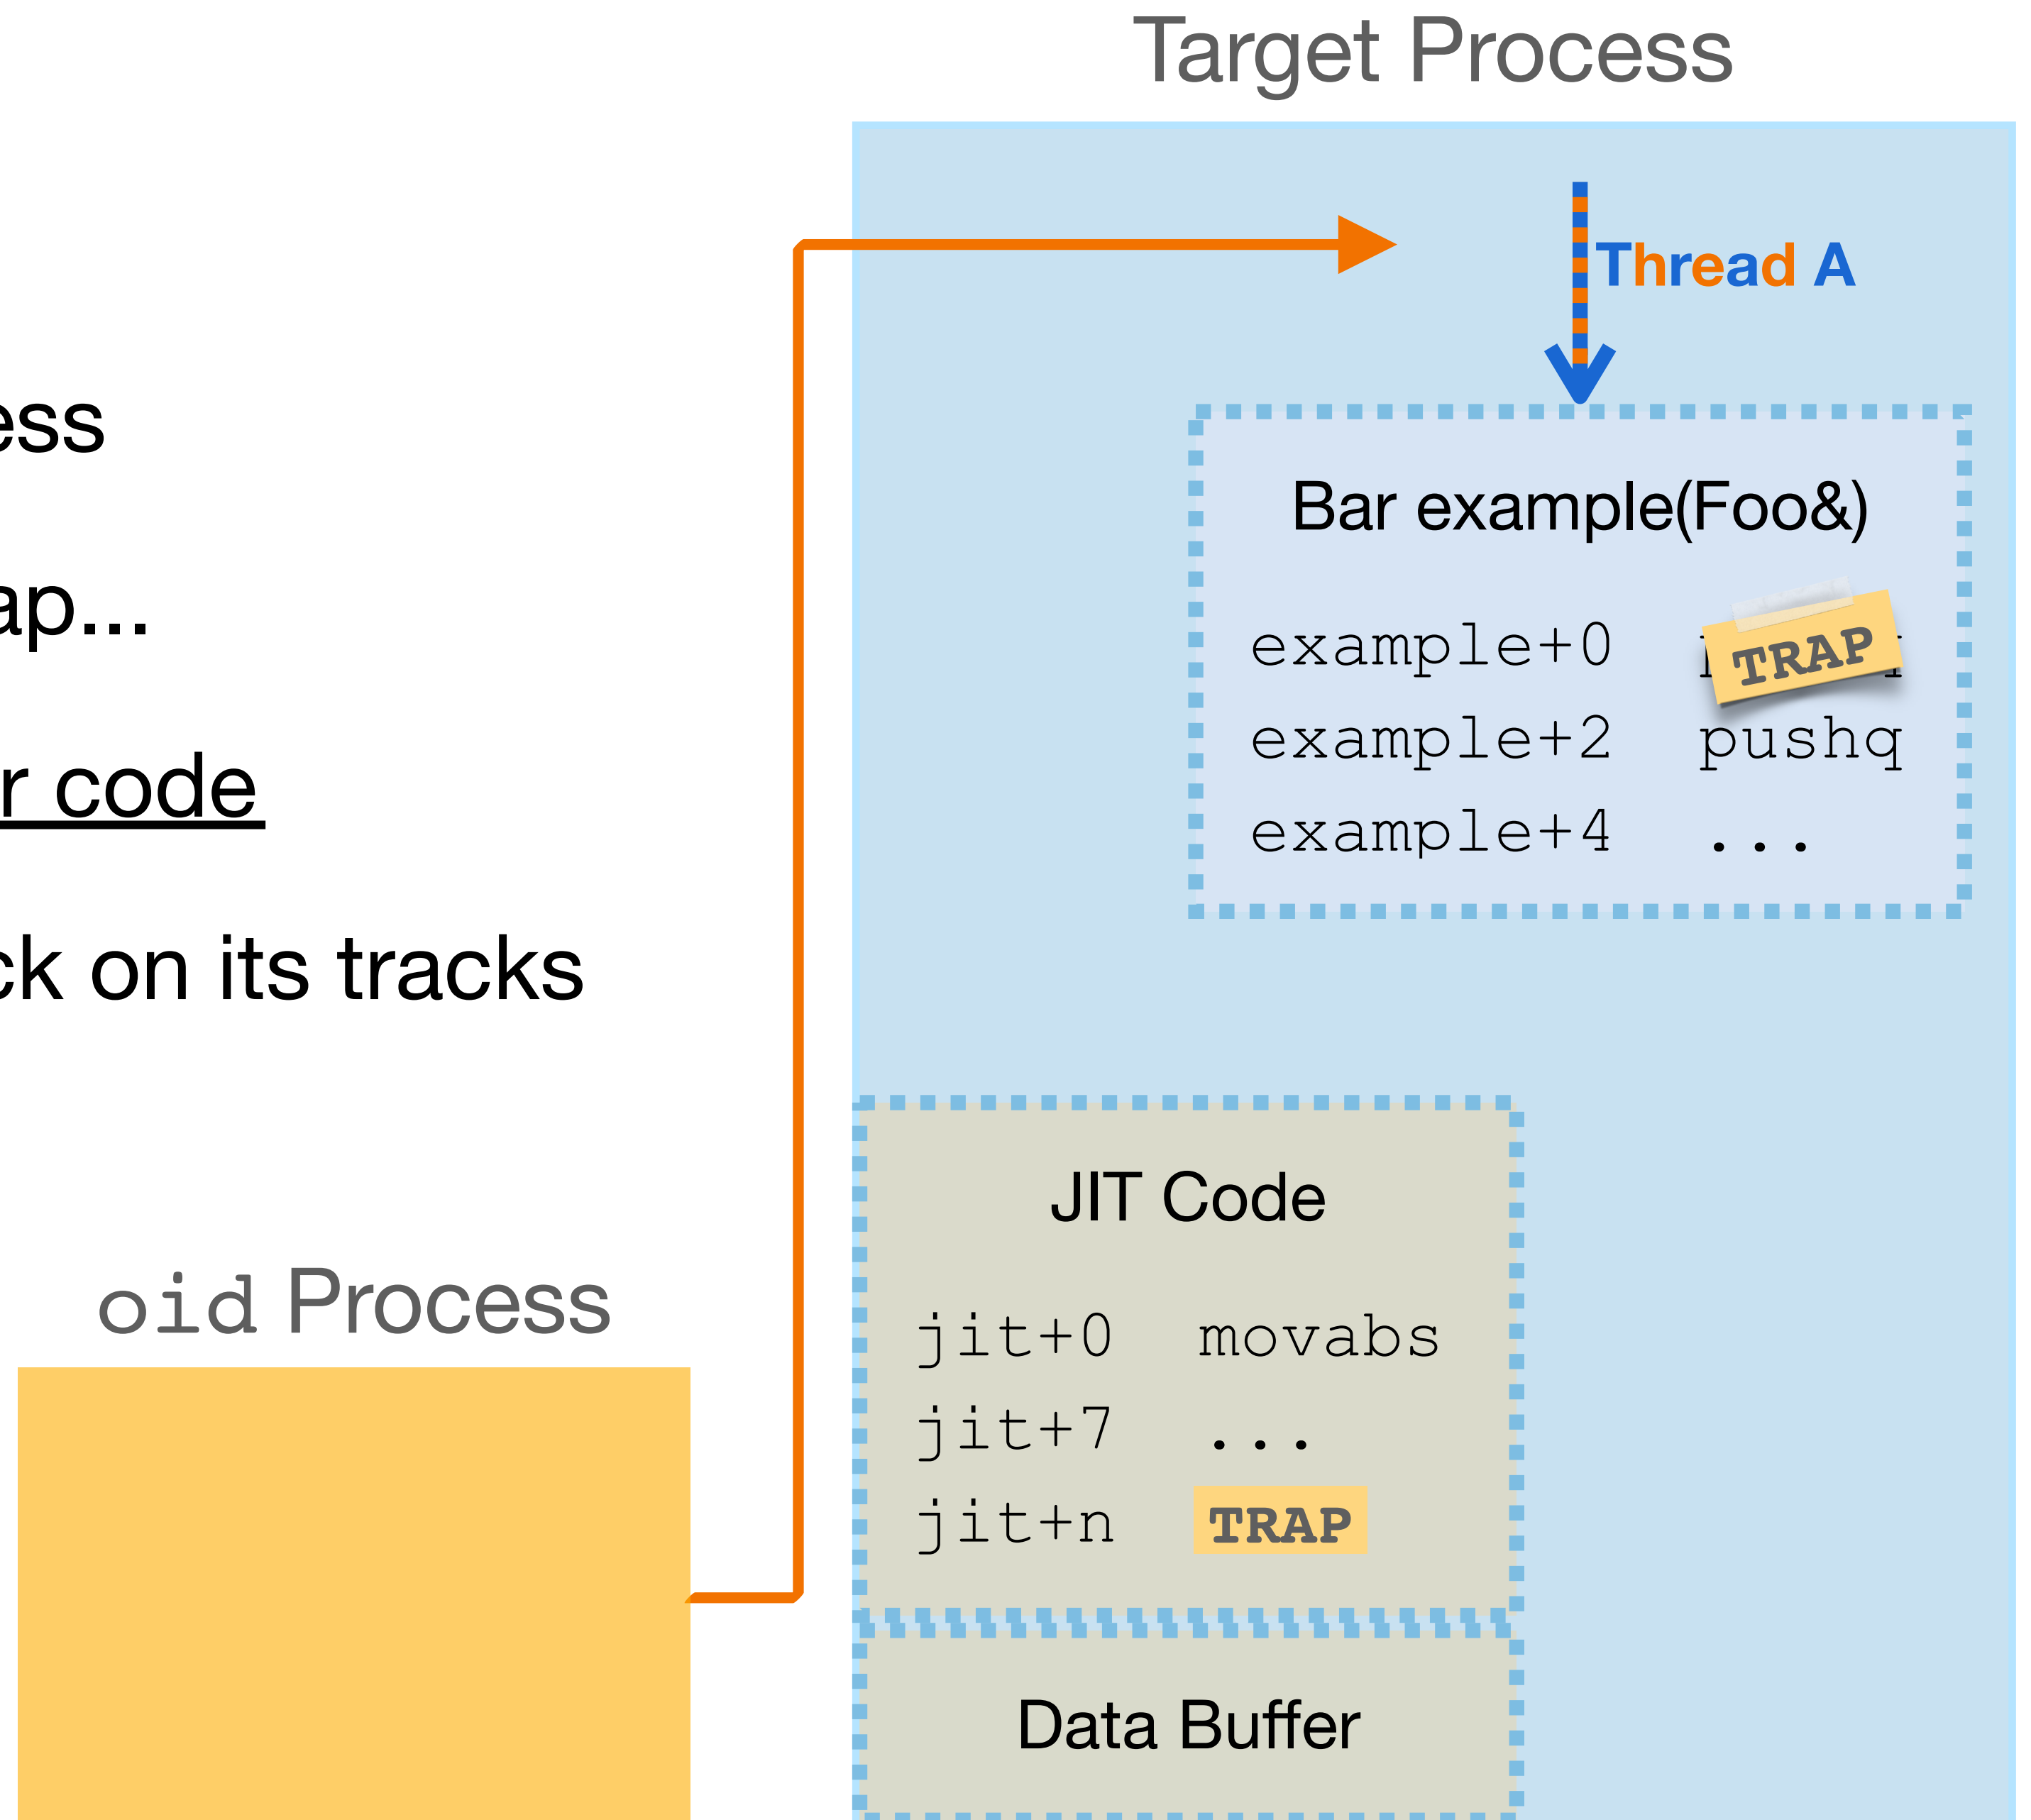 Target Process
Thread A
ess
ap...
r code
ck on its tracks
Bar example(Foo&)
example+0 TRAP
example+2 pushq
example+4 ...
JIT Code
jit+0 movabs
jit+7 ...
jit+n TRAP
Data Buffer
oid Process